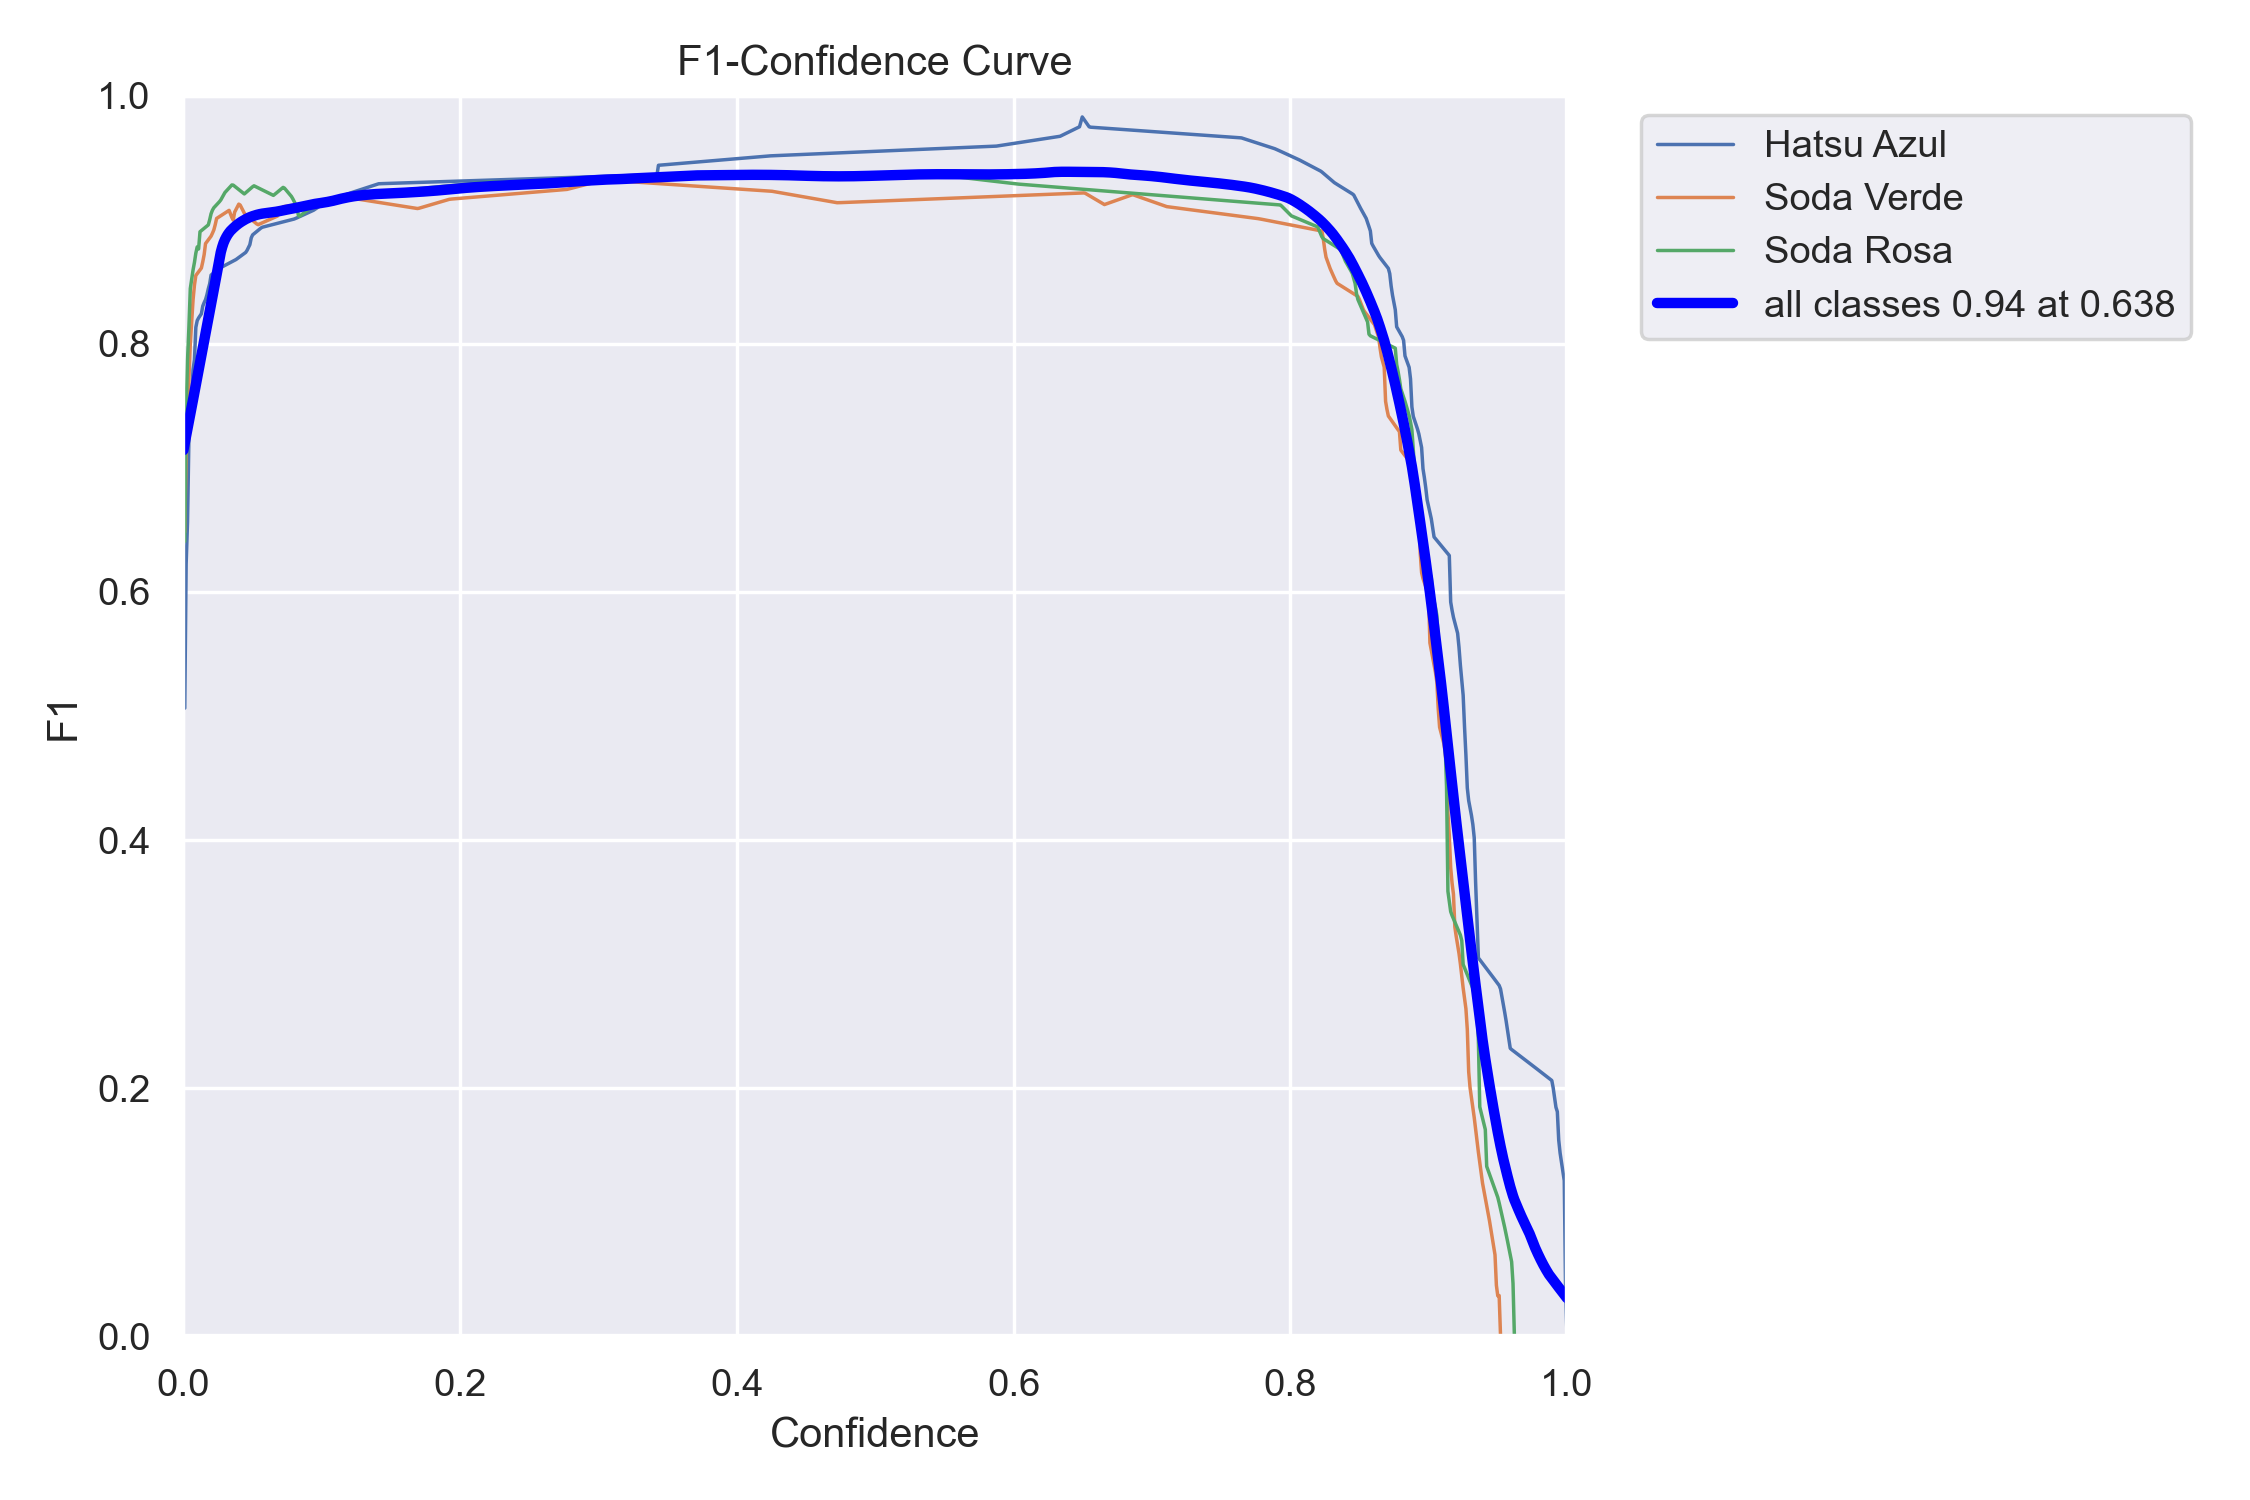 F1-Confidence Curve
1.0
0.8
0.6
0.4
0.2
0.0
F1
0.0 0.2 0.4 0.6 0.8 1.0
Confidence
Hatsu Azul
Soda Verde
Soda Rosa
all classes 0.94 at 0.638